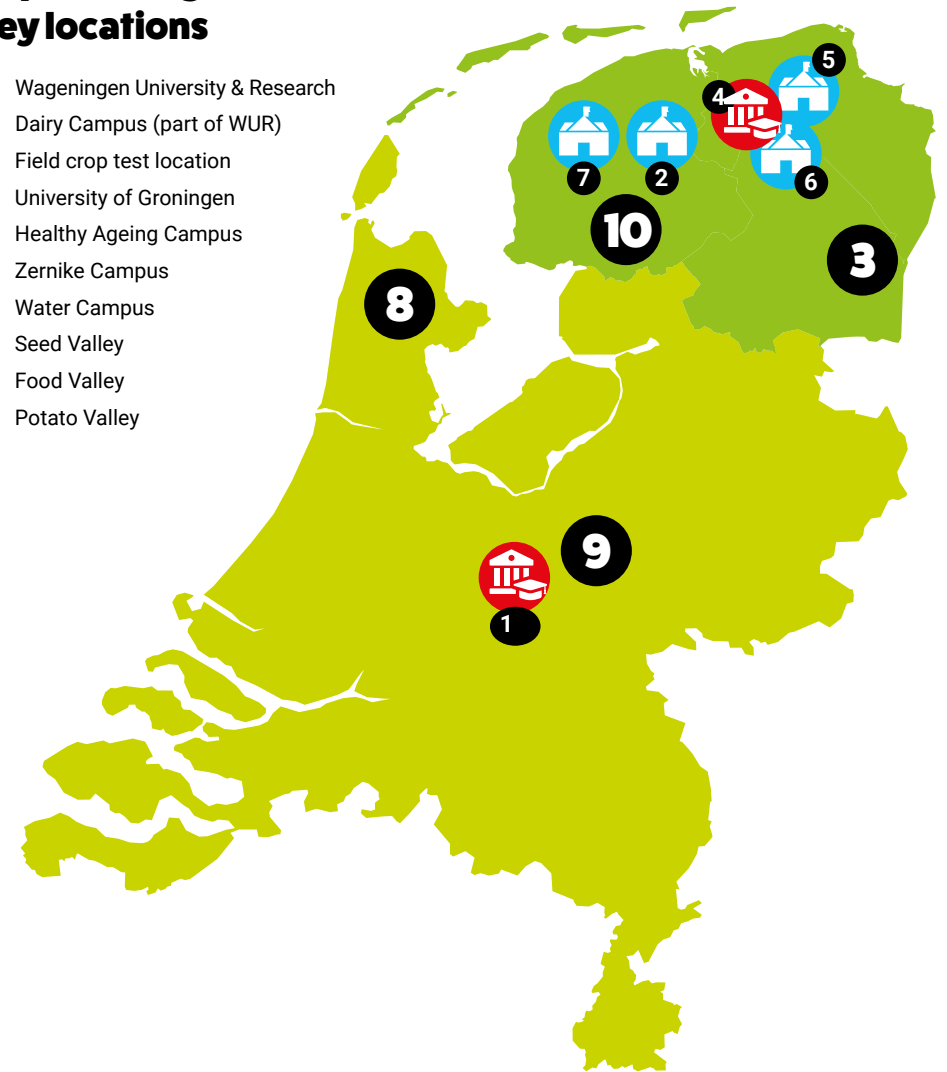 ey locations
Wageningen University & Research
Dairy Campus (part of WUR)
Field crop test location
University of Groningen
Healthy Ageing Campus
Zernike Campus
Water Campus
Seed Valley
Food Valley
Potato Valley
5
4
7
2
6
10
3
8
9
1